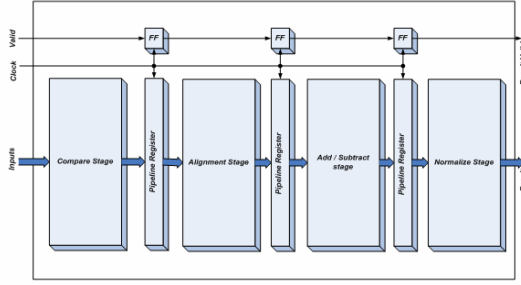 Valid
FF
FF
FF
Clock
Inputs
Compare Stage
Pipeline Register
Alignment Stage
Pipeline Register
Add / Subtract
stage
Pipeline Register
Normalize Stage